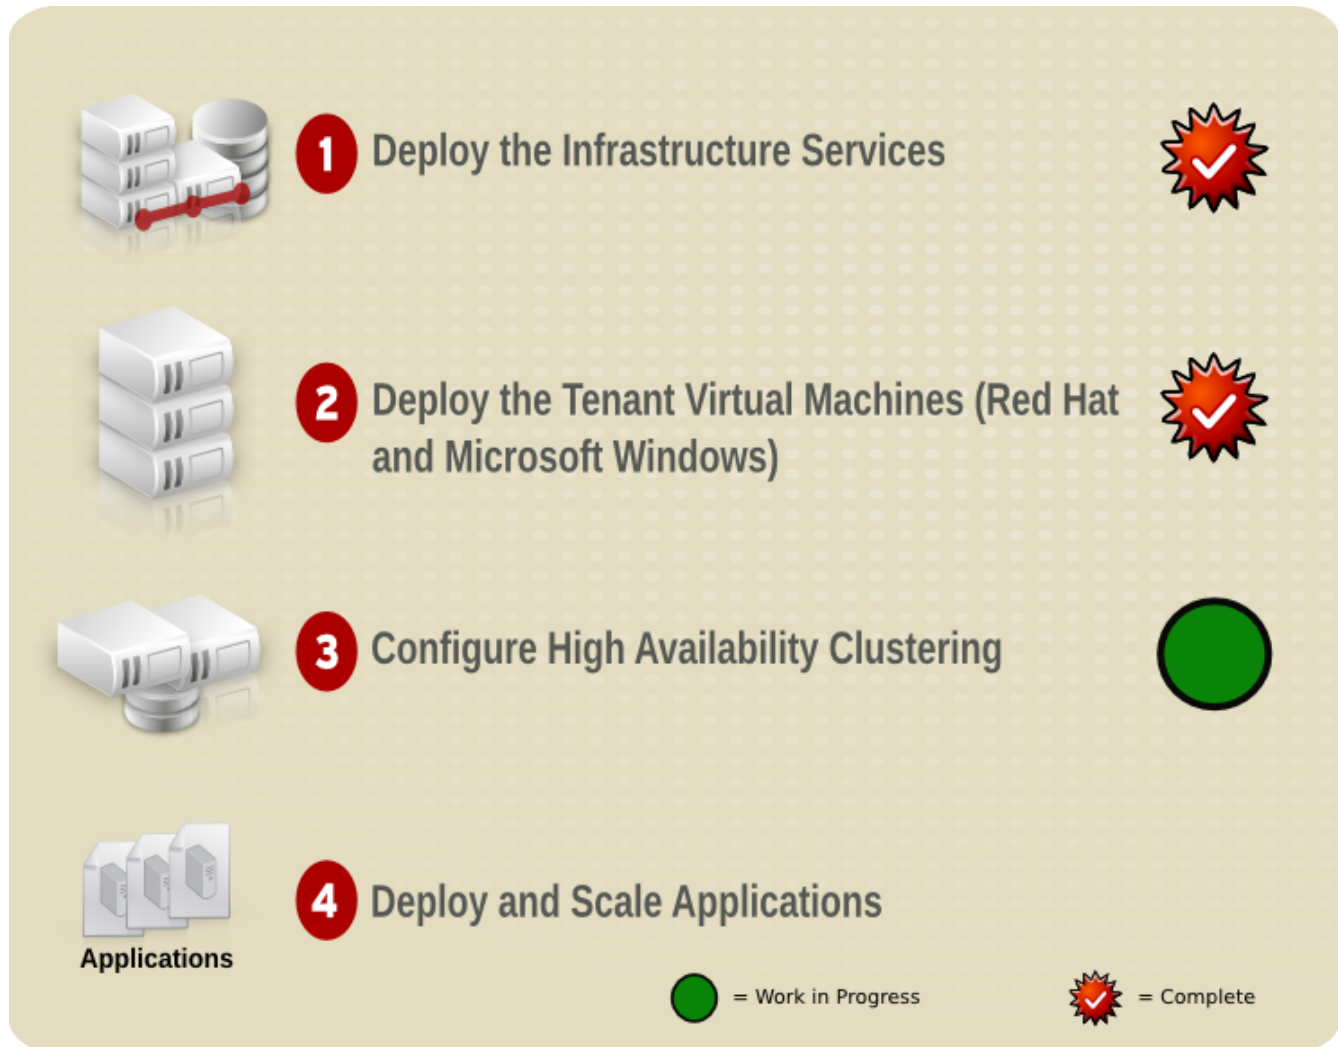 1 Deploy the Infrastructure Services
2 Deploy the Tenant Virtual Machines (Red Hat
and Microsoft Windows)
3 Configure High Availability Clustering
4 Deploy and Scale Applications
Applications
= Work in Progress = Complete